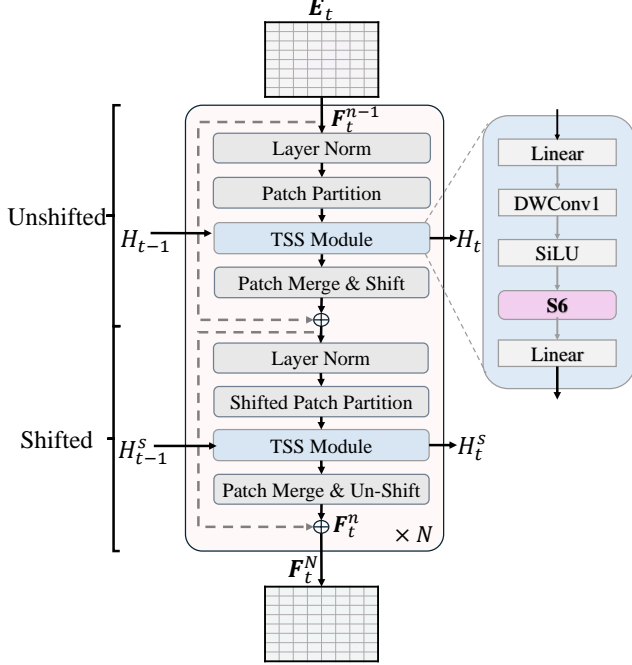 E_t
F_t^{n-1}
Layer Norm
Patch Partition
Unshifted
H_{t-1}
TSS Module
H_t
Patch Merge & Shift
Layer Norm
Shifted Patch Partition
Shifted
H_{t-1}^s
TSS Module
H_t^s
Patch Merge & Un-Shift
F_t^n
× N
F_t^N
Linear
DWConv1
SiLU
S6
Linear